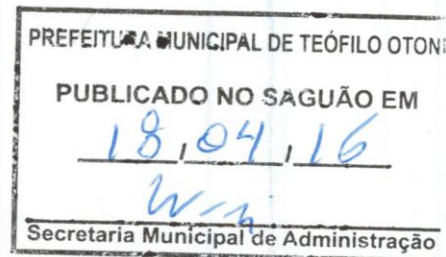 PREFEITURA MUNICIPAL DE TEÓFILO OTONI
PUBLICADO NO SAGUÃO EM
18, 04, 16
Secretaria Municipal de Administração